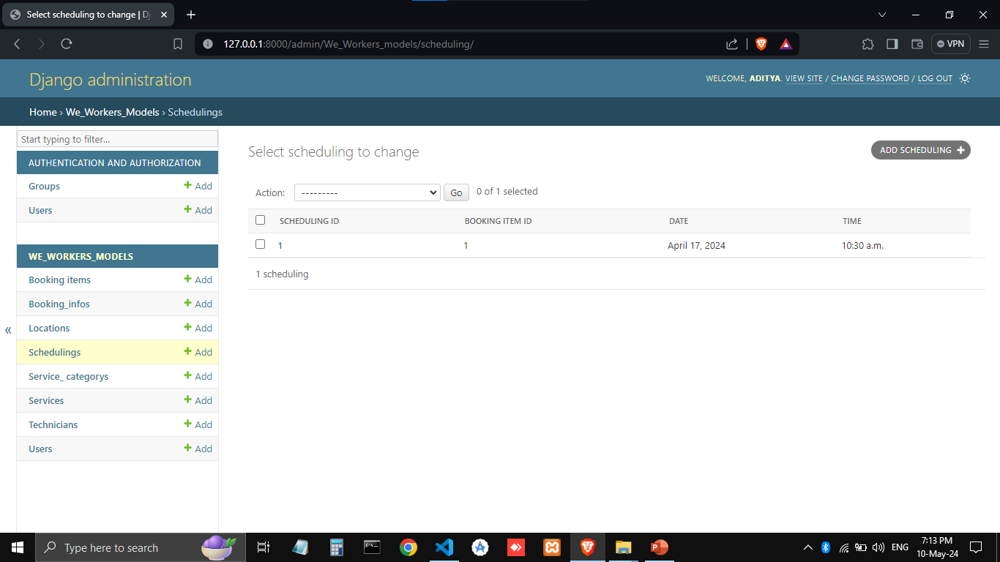 Select scheduling to change | Dj
127.0.0.1:8000/admin/We_Workers_models/scheduling/
VPN
Django administration
WELCOME, ADITYA. VIEW SITE / CHANGE PASSWORD / LOG OUT
Home › We_Workers_Models › Schedulings
Start typing to filter...
AUTHENTICATION AND AUTHORIZATION
Groups + Add
Users + Add
WE_WORKERS_MODELS
Booking items + Add
Booking_infos + Add
Locations + Add
«
Schedulings + Add
Service_ categorys + Add
Services + Add
Technicians + Add
Users + Add
Select scheduling to change
ADD SCHEDULING +
Action: --------- Go 0 of 1 selected
SCHEDULING ID BOOKING ITEM ID DATE TIME
1 1 April 17, 2024 10:30 a.m.
1 scheduling
Type here to search
ENG
7:13 PM
10-May-24